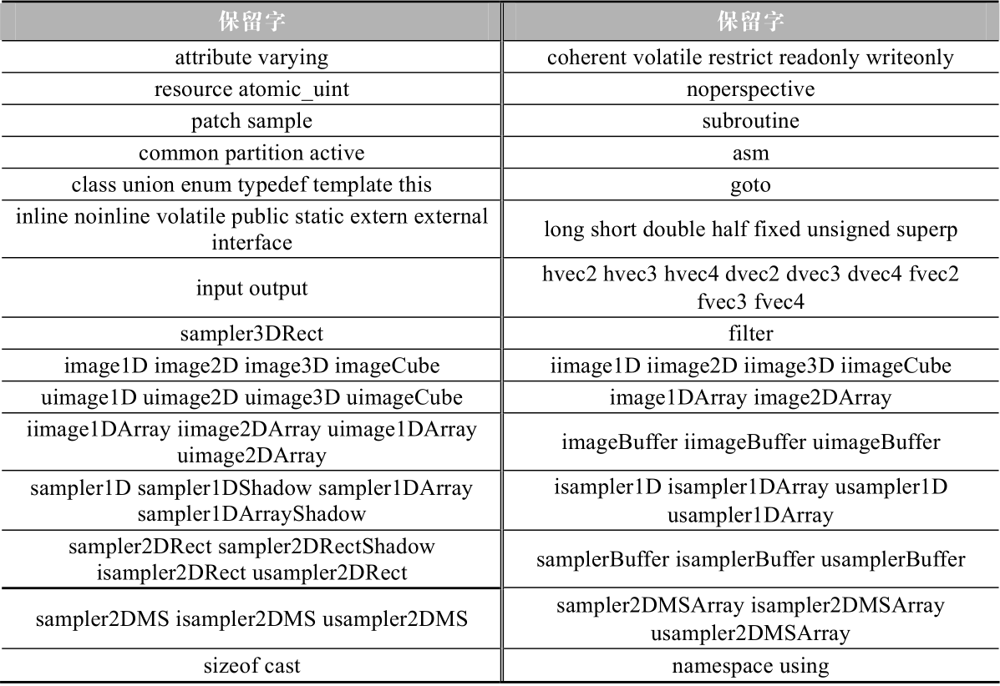 保留字
保留字
attribute varying
coherent volatile restrict readonly writeonly
resource atomic_uint
noperspective
patch sample
subroutine
common partition active
asm
class union enum typedef template this
goto
inline noinline volatile public static extern external
interface
long short double half fixed unsigned superp
input output
hvec2 hvec3 hvec4 dvec2 dvec3 dvec4 fvec2
fvec3 fvec4
sampler3DRect
filter
image1D image2D image3D imageCube
iimage1D iimage2D iimage3D iimageCube
uimage1D uimage2D uimage3D uimageCube
image1DArray image2DArray
iimage1DArray iimage2DArray uimage1DArray
uimage2DArray
imageBuffer iimageBuffer uimageBuffer
sampler1D sampler1DShadow sampler1DArray
sampler1DArrayShadow
isampler1D isampler1DArray usampler1D
usampler1DArray
sampler2DRect sampler2DRectShadow
isampler2DRect usampler2DRect
samplerBuffer isamplerBuffer usamplerBuffer
sampler2DMS isampler2DMS usampler2DMS
sampler2DMSArray isampler2DMSArray
usampler2DMSArray
sizeof cast
namespace using